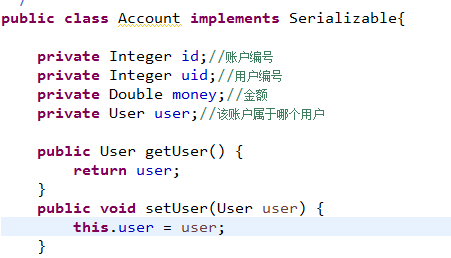 public class Account implements Serializable{
private Integer id;//账户编号
private Integer uid;//用户编号
private Double money;//金额
private User user;//该账户属于哪个用户
public User getUser() {
return user;
}
public void setUser(User user) {
this.user = user;
}